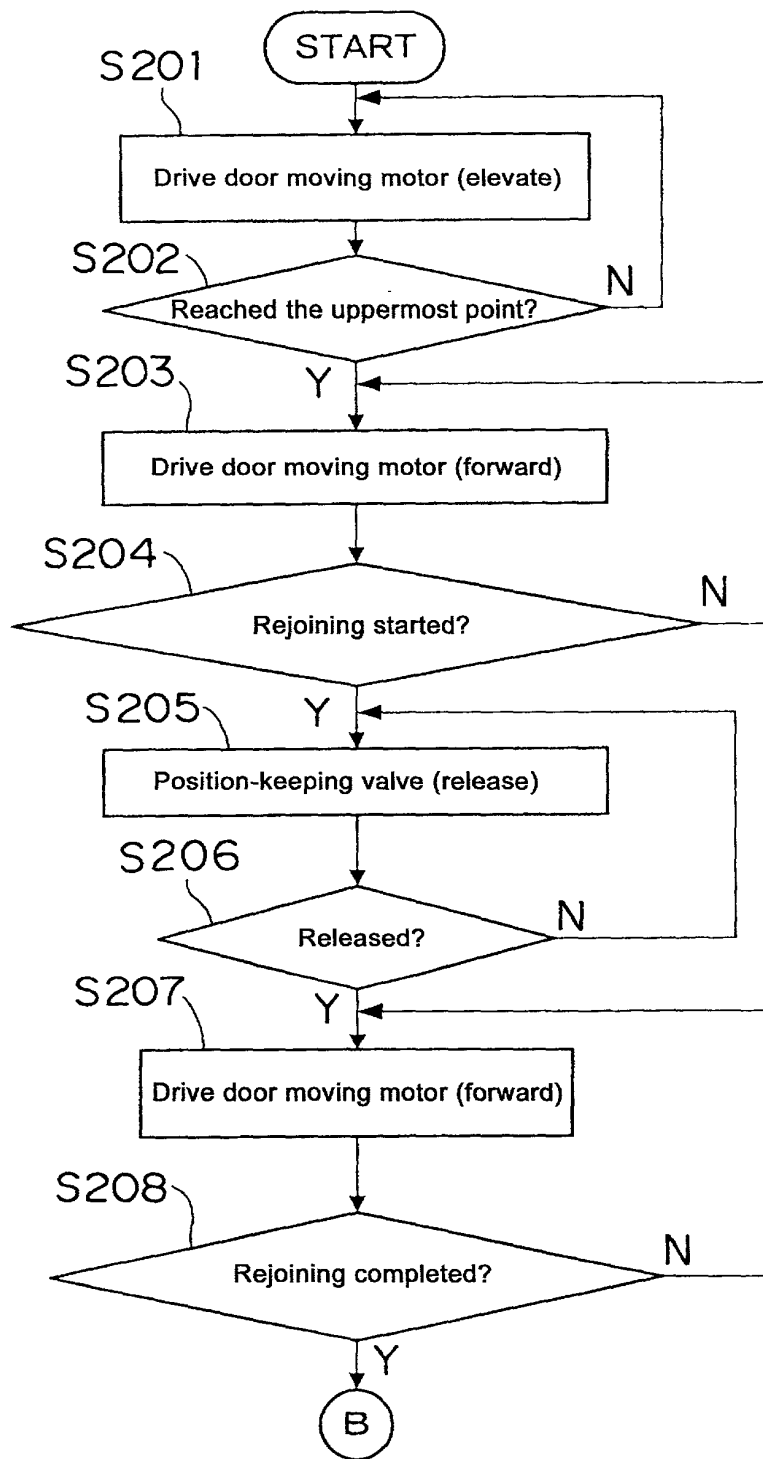 START
S201
Drive door moving motor (elevate)
S202
Reached the uppermost point?
N
Y
S203
Drive door moving motor (forward)
S204
Rejoining started?
N
Y
S205
Position-keeping valve (release)
S206
Released?
N
Y
S207
Drive door moving motor (forward)
S208
Rejoining completed?
N
Y
B